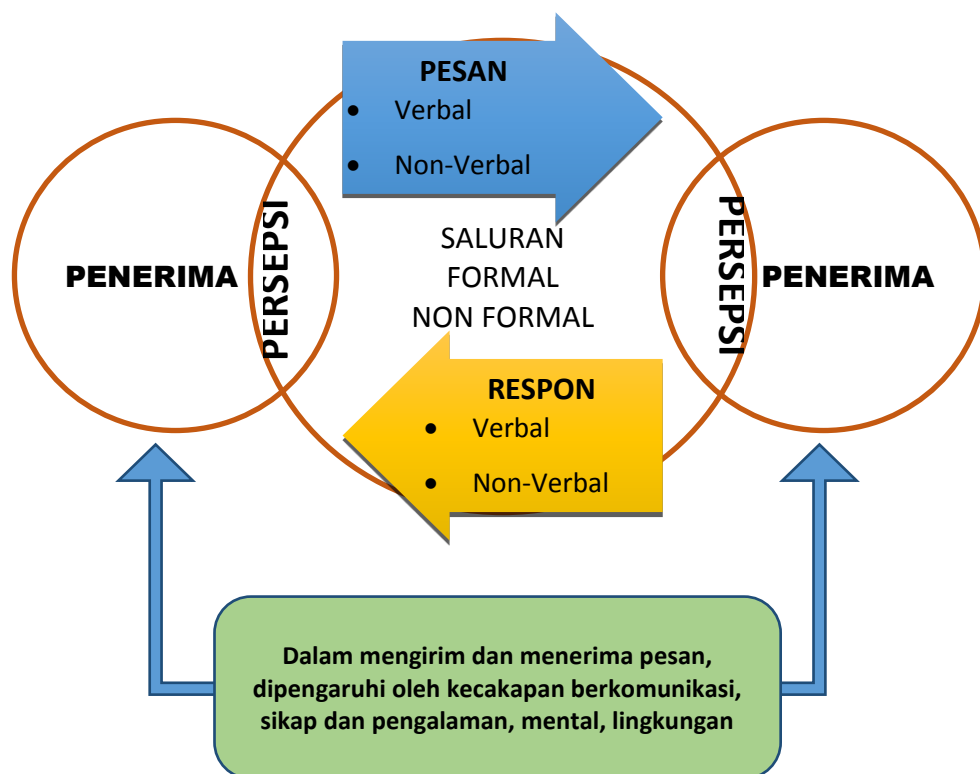 PESAN
• Verbal
• Non-Verbal
PENERIMA
PERSEPSI
SALURAN
FORMAL
NON FORMAL
PERSEPSI
PENERIMA
RESPON
• Verbal
• Non-Verbal
Dalam mengirim dan menerima pesan,
dipengaruhi oleh kecakapan berkomunikasi,
sikap dan pengalaman, mental, lingkungan